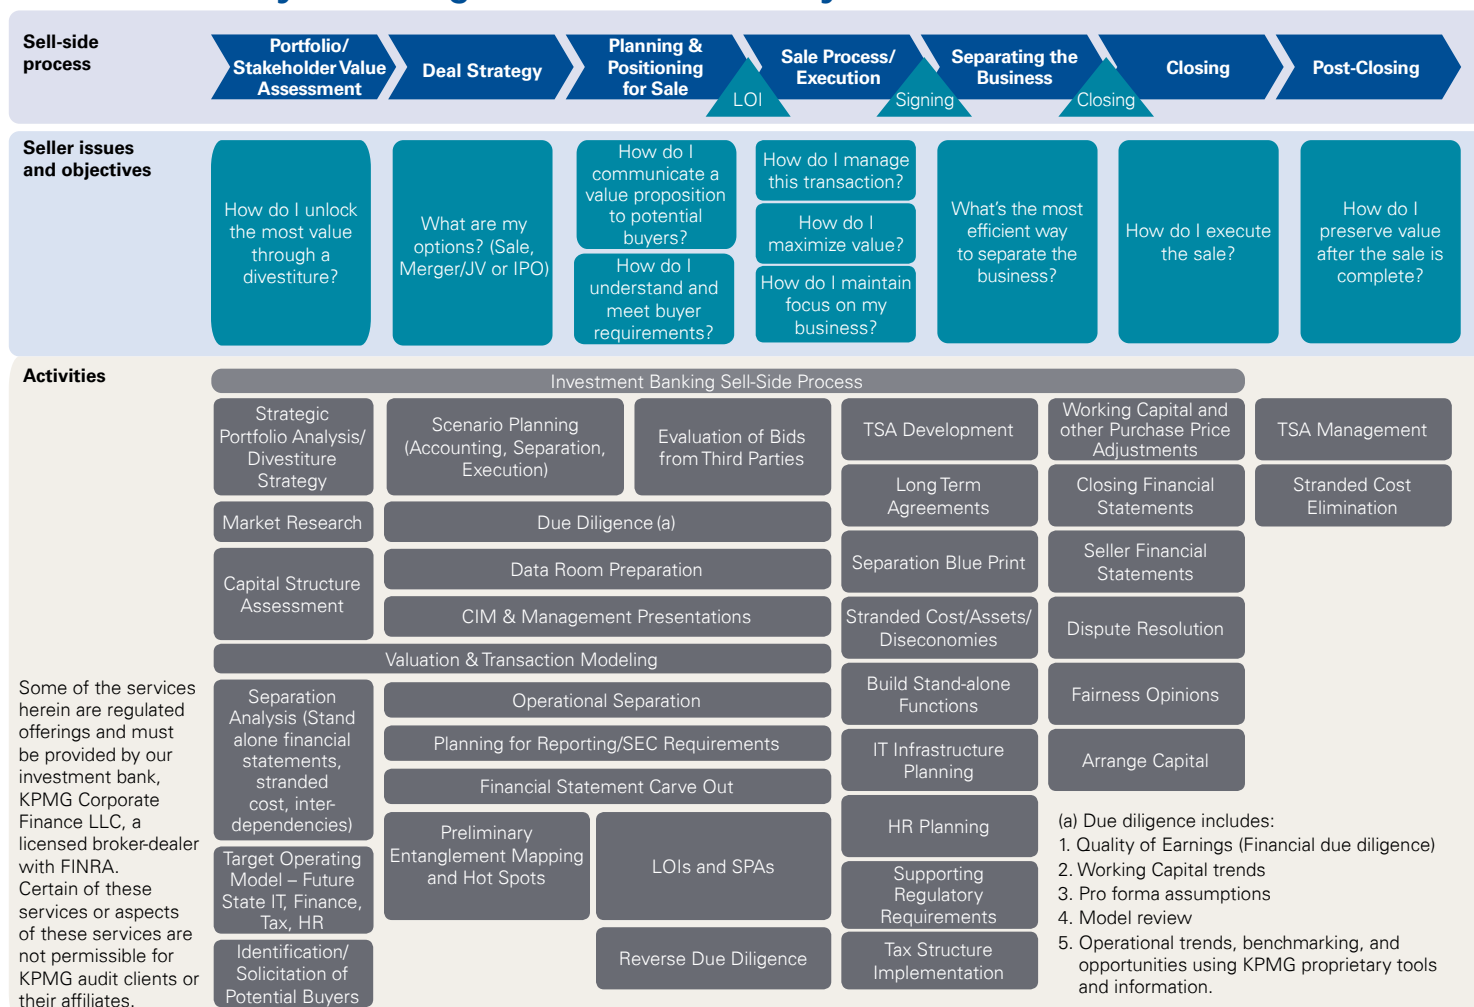 Sell-side
process
Portfolio/
Stakeholder Value
Assessment
Deal Strategy
Planning &
Positioning
for Sale
LOI
Sale Process/
Execution
Signing
Separating the
Business
Closing
Closing
Post-Closing
Seller issues
and objectives
How do I unlock
the most value
through a
divestiture?
What are my
options? (Sale,
Merger/JV or IPO)
How do I
communicate a
value proposition
to potential
buyers?
How do I
understand and
meet buyer
requirements?
How do I manage
this transaction?
How do I
maximize value?
How do I maintain
focus on my
business?
What's the most
efficient way
to separate the
business?
How do I execute
the sale?
How do I
preserve value
after the sale is
complete?
Activities
Investment Banking Sell-Side Process
Strategic
Portfolio Analysis/
Divestiture
Strategy
Market Research
Capital Structure
Assessment
Scenario Planning
(Accounting, Separation,
Execution)
Evaluation of Bids
from Third Parties
Due Diligence (a)
Data Room Preparation
CIM & Management Presentations
Valuation & Transaction Modeling
Separation
Analysis (Stand
alone financial
statements,
stranded
cost, inter-
dependencies)
Target Operating
Model – Future
State IT, Finance,
Tax, HR
Identification/
Solicitation of
Potential Buyers
Operational Separation
Planning for Reporting/SEC Requirements
Financial Statement Carve Out
Preliminary
Entanglement Mapping
and Hot Spots
LOIs and SPAs
Reverse Due Diligence
TSA Development
Long Term
Agreements
Separation Blue Print
Stranded Cost/Assets/
Diseconomies
Build Stand-alone
Functions
IT Infrastructure
Planning
HR Planning
Supporting
Regulatory
Requirements
Tax Structure
Implementation
Working Capital and
other Purchase Price
Adjustments
Closing Financial
Statements
Seller Financial
Statements
Dispute Resolution
Fairness Opinions
Arrange Capital
TSA Management
Stranded Cost
Elimination
Some of the services
herein are regulated
offerings and must
be provided by our
investment bank,
KPMG Corporate
Finance LLC, a
licensed broker-dealer
with FINRA.
Certain of these
services or aspects
of these services are
not permissible for
KPMG audit clients or
their affiliates.
(a) Due diligence includes:
1. Quality of Earnings (Financial due diligence)
2. Working Capital trends
3. Pro forma assumptions
4. Model review
5. Operational trends, benchmarking, and
opportunities using KPMG proprietary tools
and information.